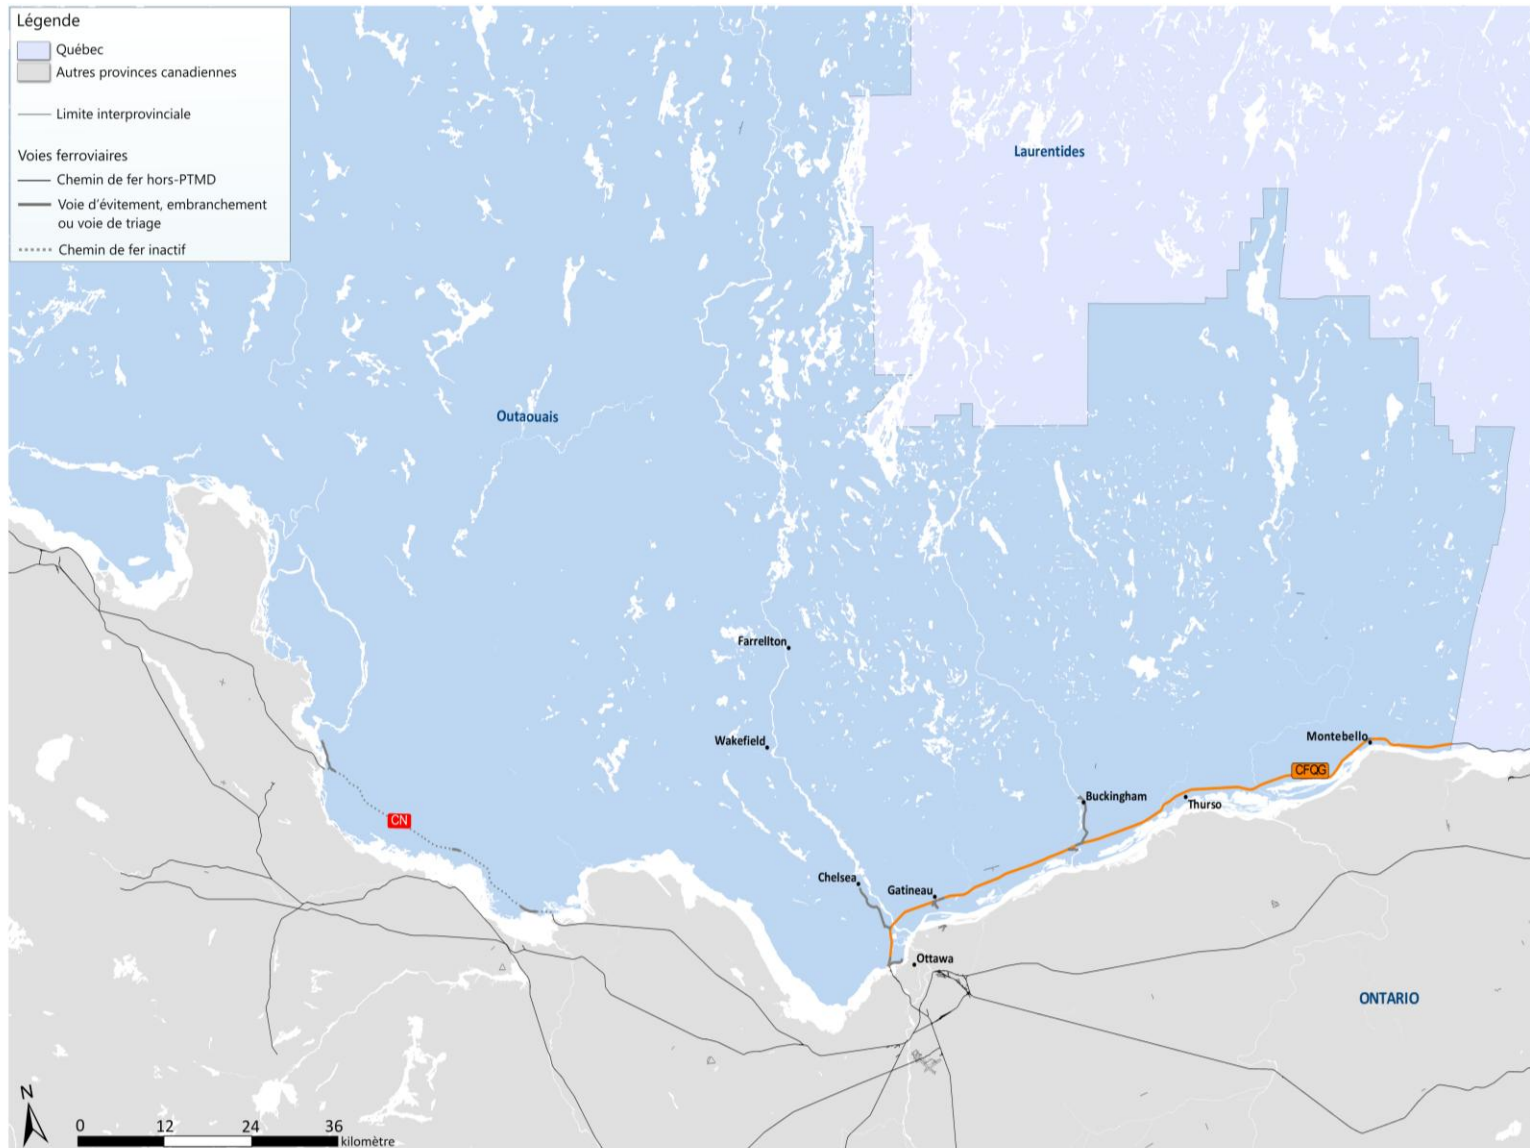 Légende
Québec
Autres provinces canadiennes
Limite interprovinciale
Voies ferroviaires
Chemin de fer hors-PTMD
Voie d'évitement, embranchement
ou voie de triage
Chemin de fer inactif
Laurentides
Outaouais
Farrellton
Wakefield
Montebello
CFQG
Buckingham
Thurso
CN
Chelsea
Gatineau
Ottawa
ONTARIO
N
0 12 24 36
kilomètre